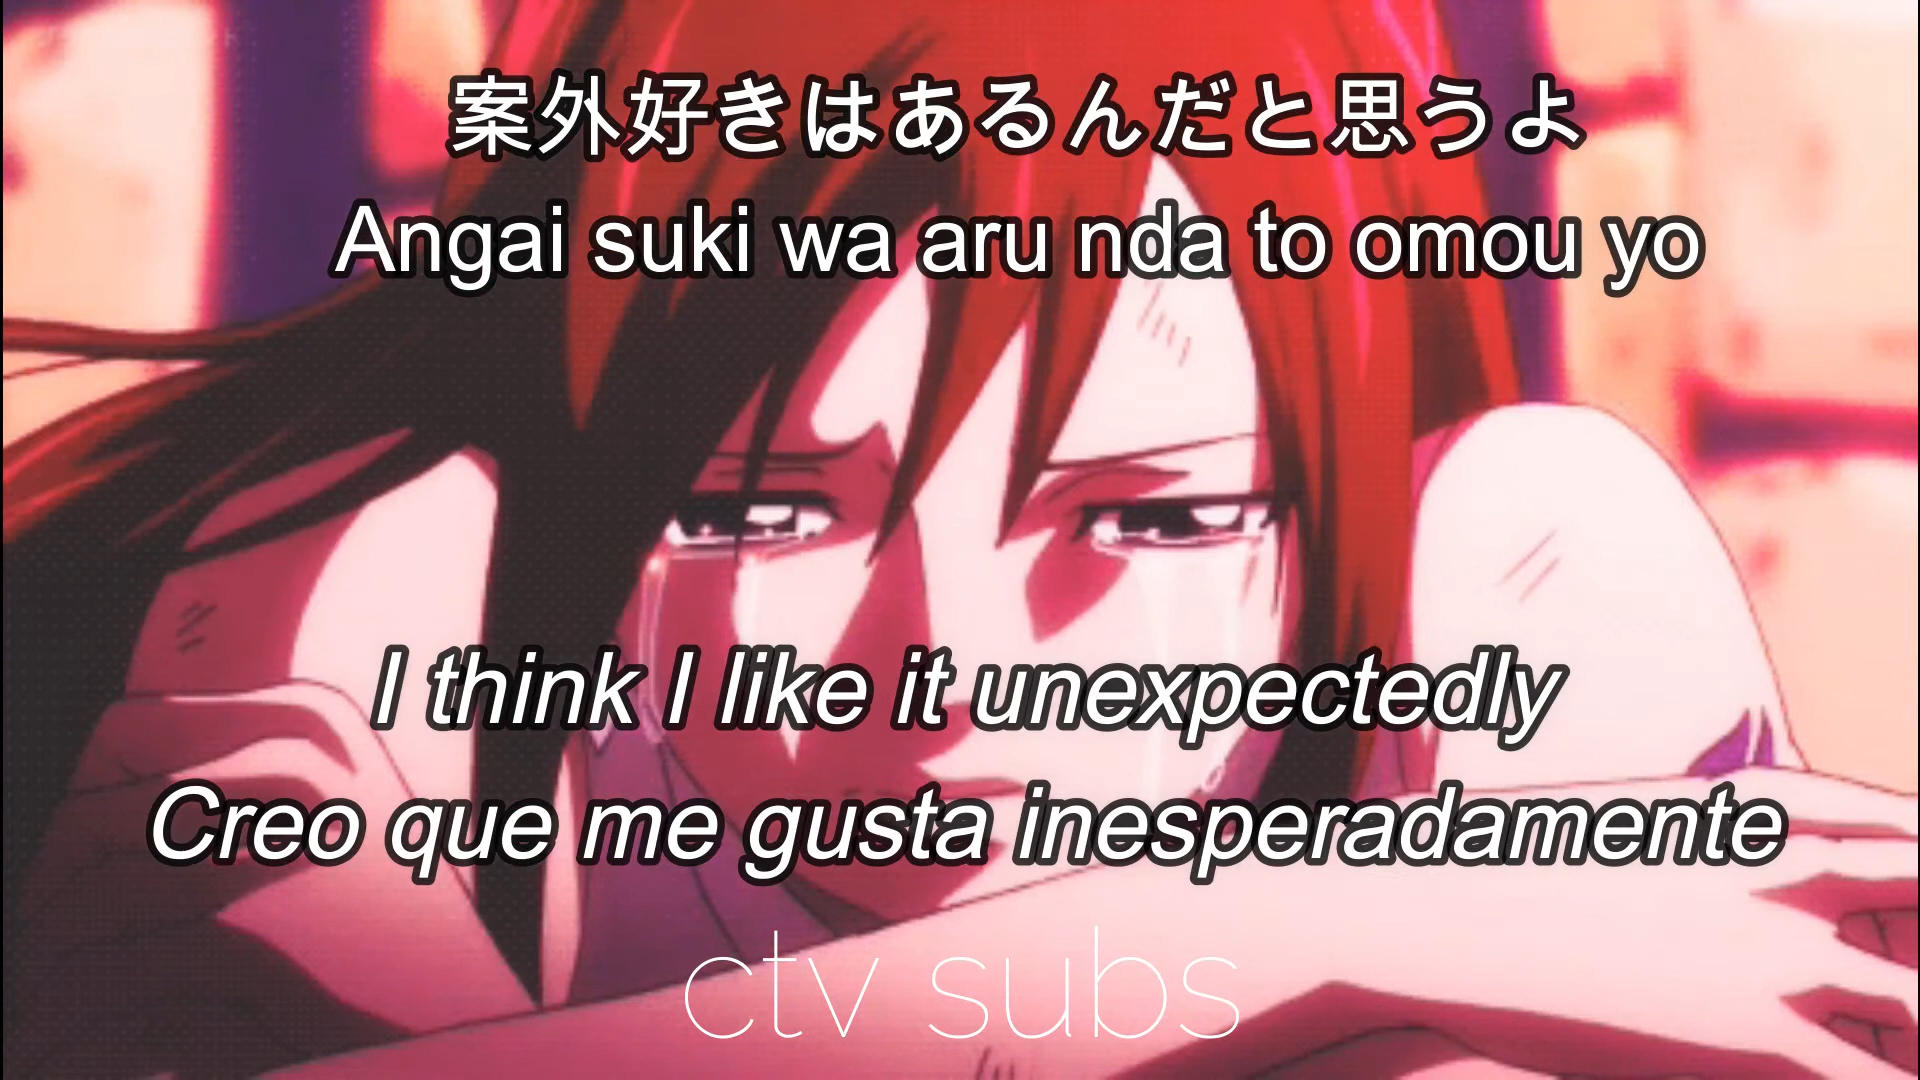 案外好きはあるんだと思うよ
Angai suki wa aru nda to omou yo
I think I like it unexpectedly
Creo que me gusta inesperadamente
ctv subs